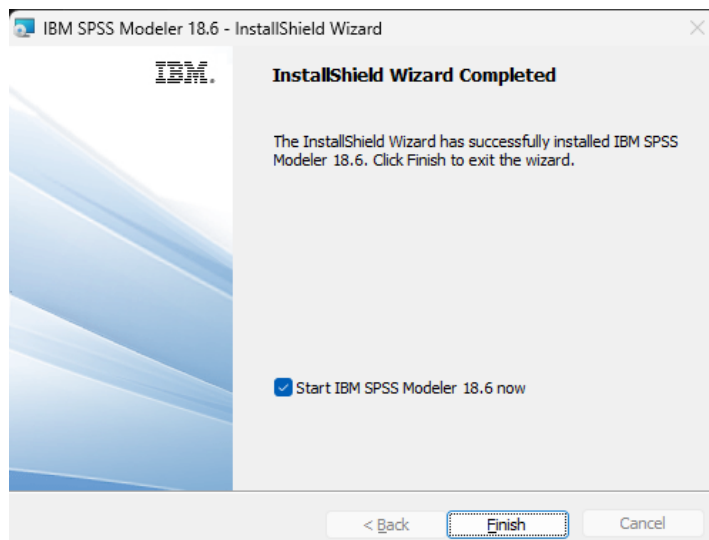 IBM SPSS Modeler 18.6 - InstallShield Wizard
IBM.
InstallShield Wizard Completed
The InstallShield Wizard has successfully installed IBM SPSS
Modeler 18.6. Click Finish to exit the wizard.
Start IBM SPSS Modeler 18.6 now
< Back
Finish
Cancel